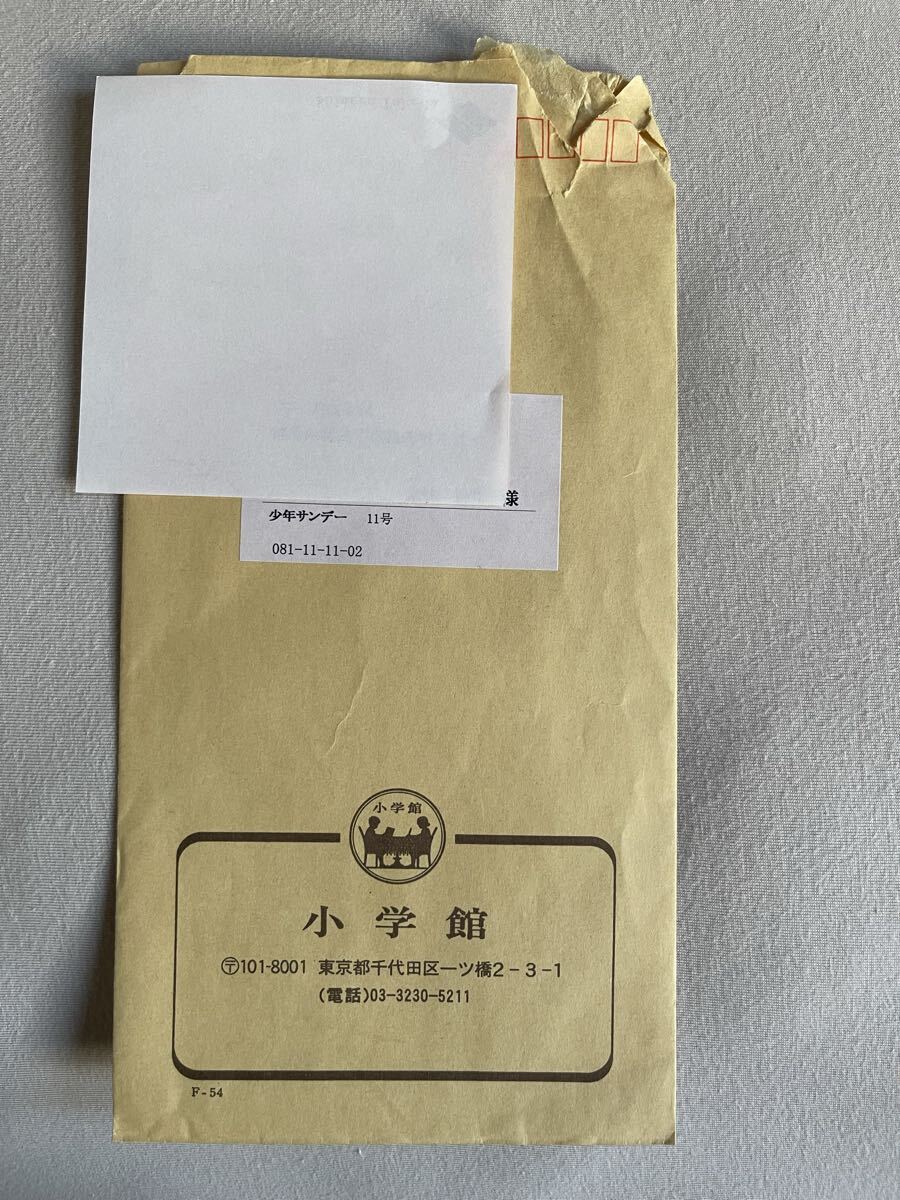 様
少年サンデー 11号
081-11-11-02
小学館
小学館
〒101-8001 東京都千代田区一ツ橋2-3-1
(電話)03-3230-5211
F-54